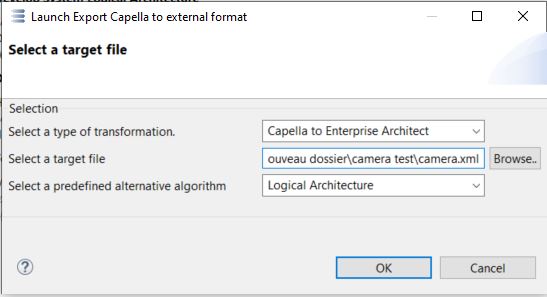 Launch Export Capella to external format
Select a target file
Selection
Select a type of transformation.
Capella to Enterprise Architect
Select a target file
ouveau dossier\camera test\camera.xml
Browse..
Select a predefined alternative algorithm
Logical Architecture
?
OK
Cancel